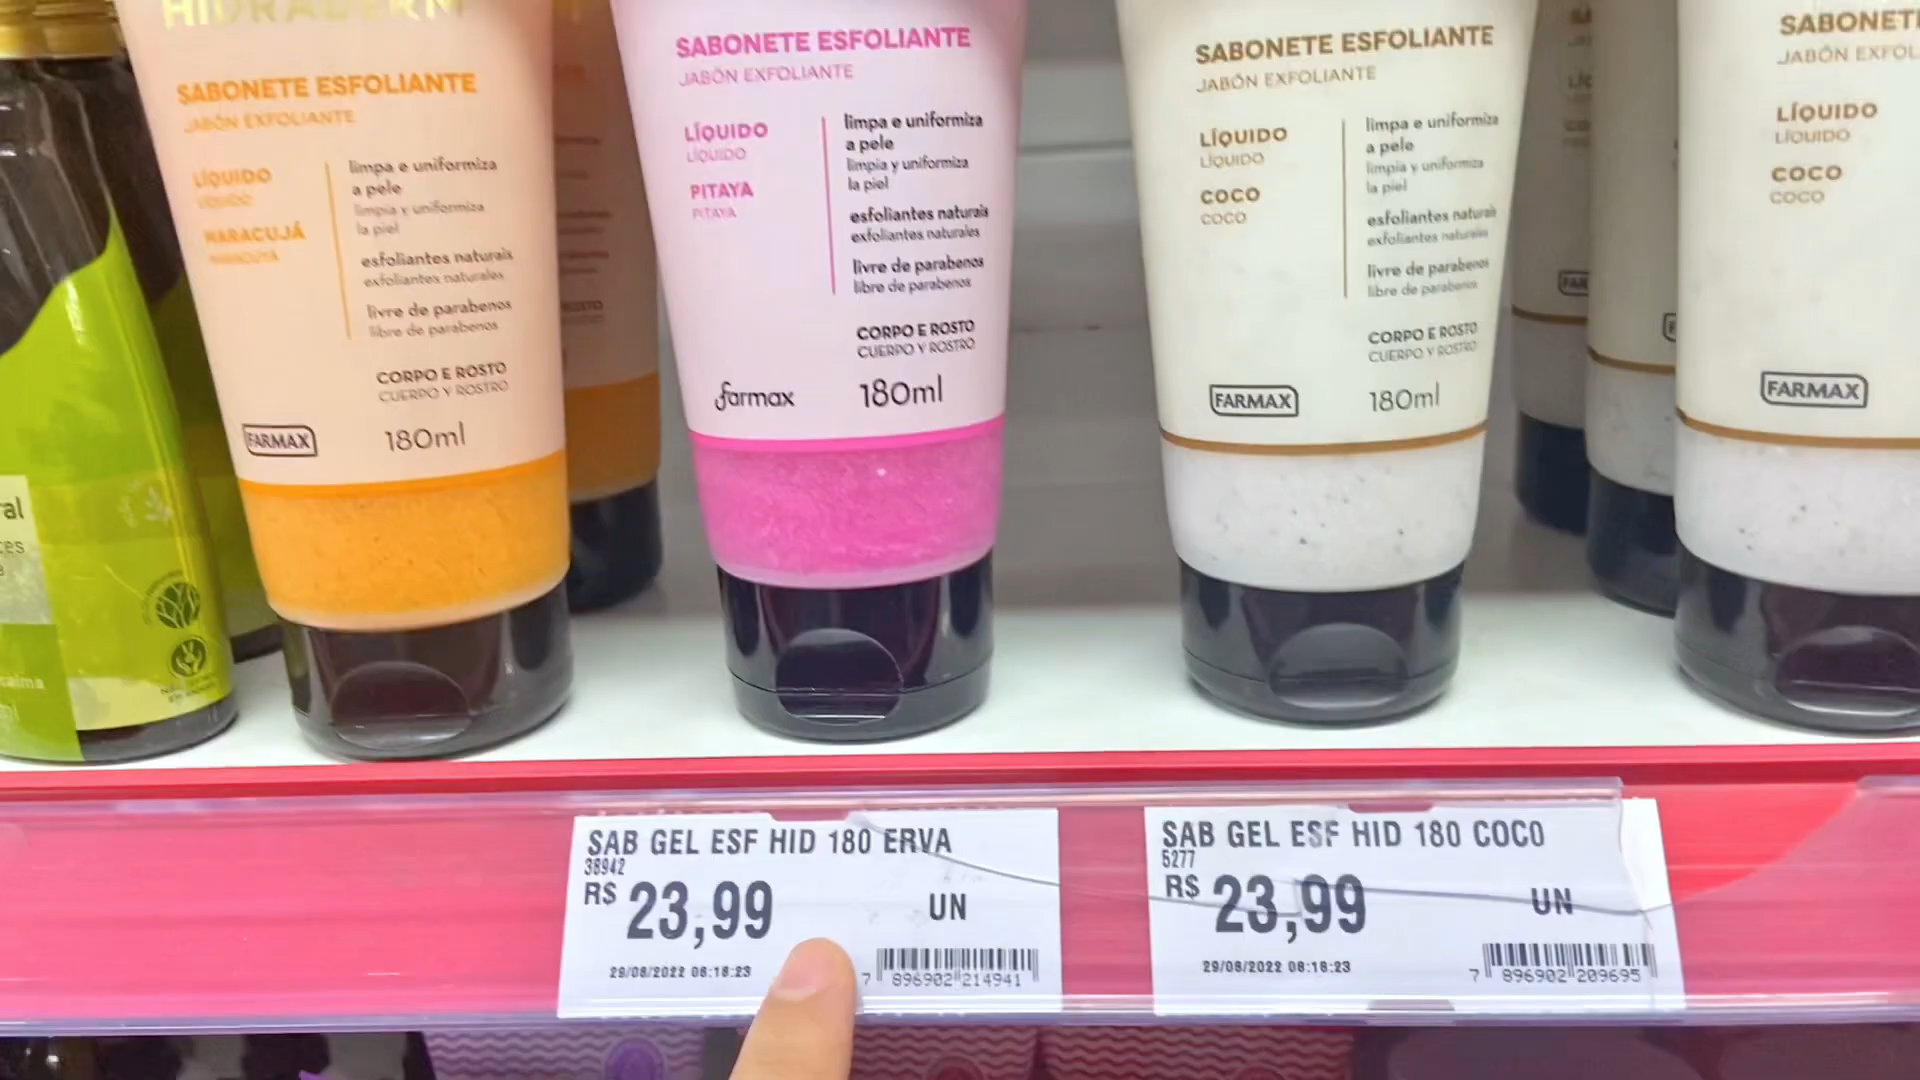 HIDRADERM
SABONETE ESFOLIANTE
JABÓN EXFOLIANTE
LÍQUIDO
LÍQUIDO
MARACUJÁ
MARACUYÁ
limpa e uniformiza
a pele
limpia y uniformiza
la piel
esfoliantes naturais
exfoliantes naturales
livre de parabenos
libre de parabenos
CORPO E ROSTO
CUERPO Y ROSTRO
FARMAX
180ml
SABONETE ESFOLIANTE
JABÓN EXFOLIANTE
LÍQUIDO
LÍQUIDO
PITAYA
PITAYA
limpa e uniformiza
a pele
limpia y uniformiza
la piel
esfoliantes naturais
exfoliantes naturales
livre de parabenos
libre de parabenos
CORPO E ROSTO
CUERPO Y ROSTRO
farmax
180ml
SABONETE ESFOLIANTE
JABÓN EXFOLIANTE
LÍQUIDO
LÍQUIDO
COCO
COCO
limpa e uniformiza
a pele
limpia y uniformiza
la piel
esfoliantes naturais
exfoliantes naturales
livre de parabenos
libre de parabenos
CORPO E ROSTO
CUERPO Y ROSTRO
FARMAX
180ml
SABONET
JABÓN EXFOL
LÍQUIDO
LÍQUIDO
COCO
COCO
FARMAX
SAB GEL ESF HID 180 ERVA
38942
R$ 23,99
UN
29/08/2022 08:18:23
7 896902 214941
SAB GEL ESF HID 180 COCO
5277
R$ 23,99
UN
29/08/2022 08:18:23
7 896902 209695